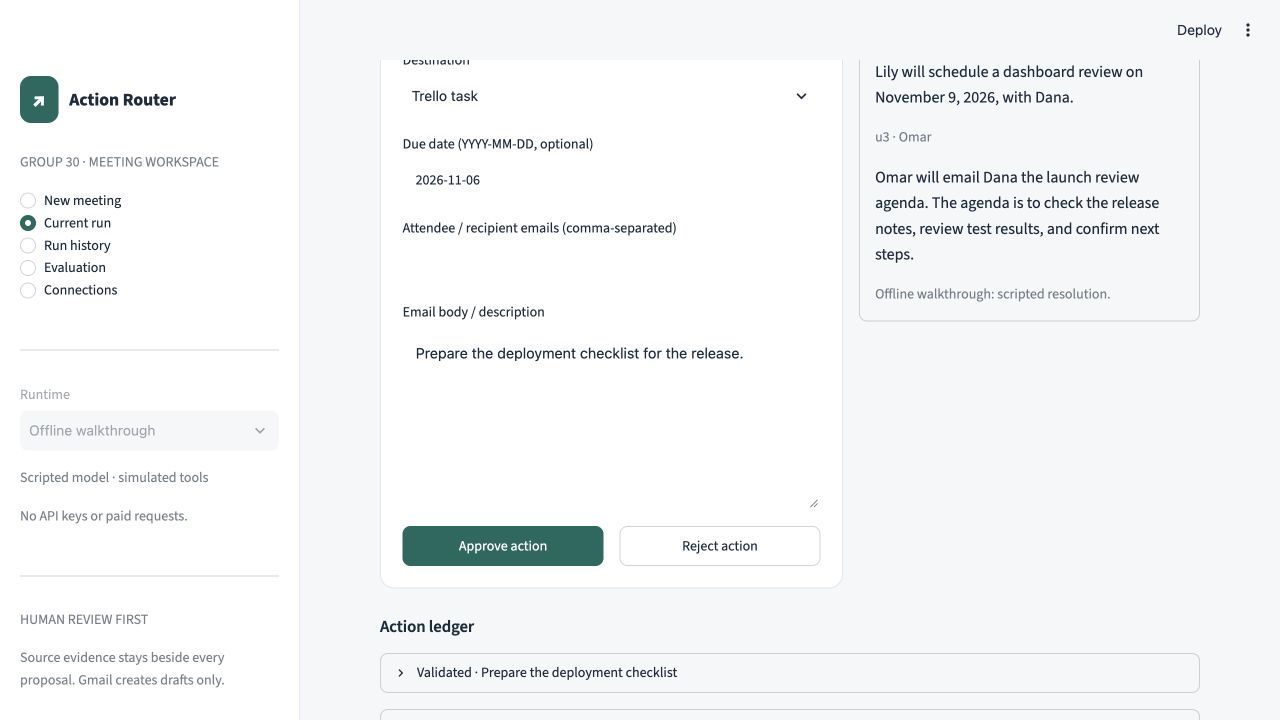 Deploy
Action Router
GROUP 30 · MEETING WORKSPACE
New meeting
Current run
Run history
Evaluation
Connections
Runtime
Offline walkthrough
Scripted model · simulated tools
No API keys or paid requests.
HUMAN REVIEW FIRST
Source evidence stays beside every
proposal. Gmail creates drafts only.
Destination
Trello task
Due date (YYYY-MM-DD, optional)
2026-11-06
Attendee / recipient emails (comma-separated)
Email body / description
Prepare the deployment checklist for the release.
Approve action
Reject action
Lily will schedule a dashboard review on
November 9, 2026, with Dana.
u3 · Omar
Omar will email Dana the launch review
agenda. The agenda is to check the release
notes, review test results, and confirm next
steps.
Offline walkthrough: scripted resolution.
Action ledger
Validated · Prepare the deployment checklist